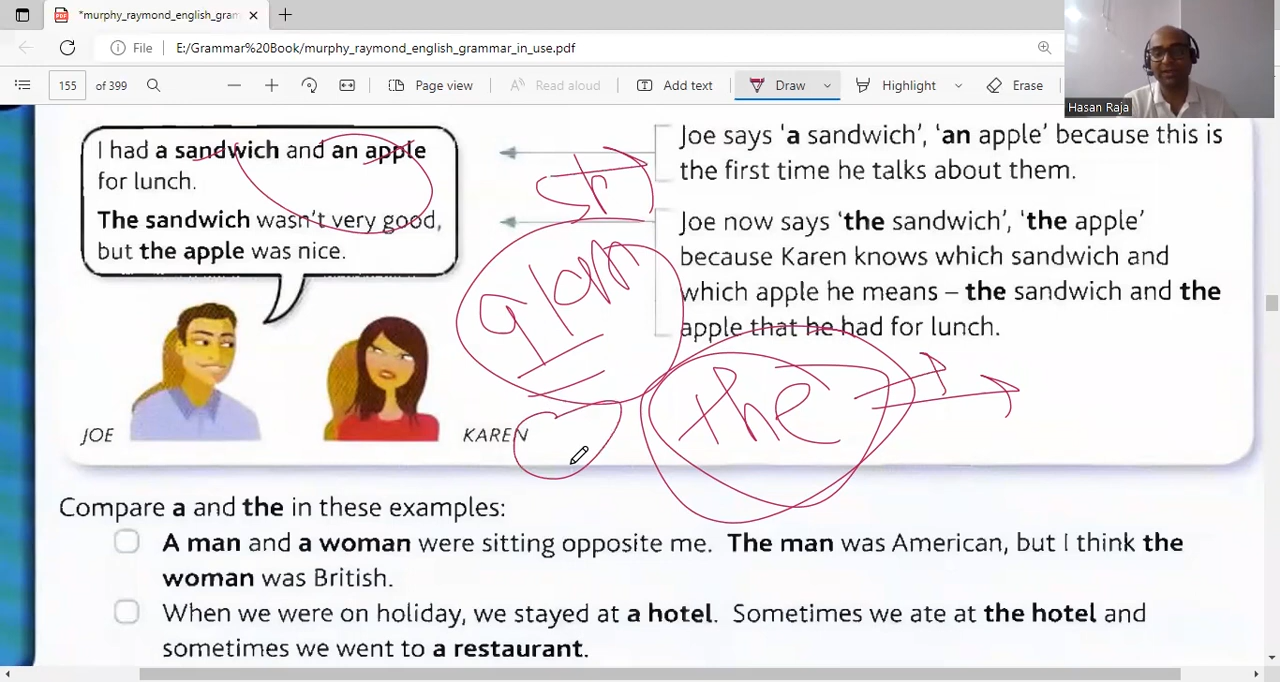 *murphy_raymond_english_gram
File
E:/Grammar%20Book/murphy_raymond_english_grammar_in_use.pdf
155 of 399
Page view
Read aloud
Add text
Draw
Highlight
Erase
Hasan Raja
I had a sandwich and an apple
for lunch.
The sandwich wasn't very good,
but the apple was nice.
Joe says 'a sandwich', 'an apple' because this is
the first time he talks about them.
Joe now says 'the sandwich', 'the apple'
because Karen knows which sandwich and
which apple he means – the sandwich and the
apple that he had for lunch.
the
JOE
KAREN
Compare a and the in these examples:
A man and a woman were sitting opposite me. The man was American, but I think the
woman was British.
When we were on holiday, we stayed at a hotel. Sometimes we ate at the hotel and
sometimes we went to a restaurant.